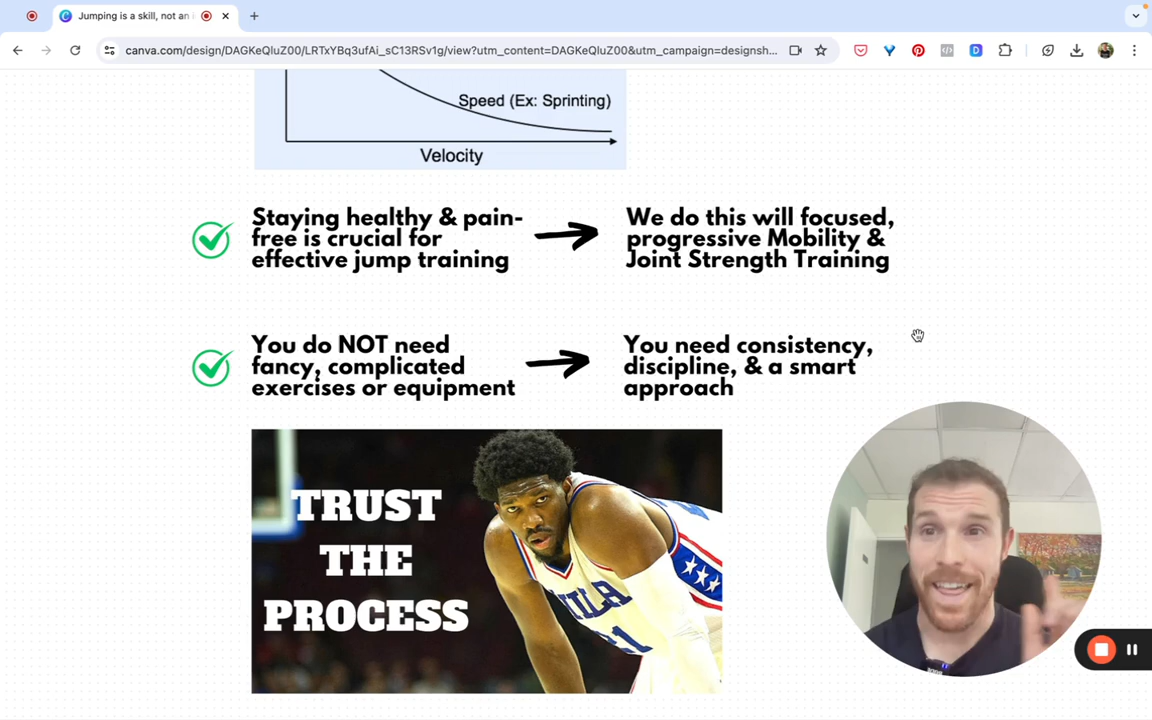 Jumping is a skill, not an i
canva.com/design/DAGKeQluZ00/LRTxYBq3ufAi_sC13RSv1g/view?utm_content=DAGKeQluZ00&utm_campaign=designsh...
Speed (Ex: Sprinting)
Velocity
Staying healthy & pain-
free is crucial for
effective jump training
We do this will focused,
progressive Mobility &
Joint Strength Training
You do NOT need
fancy, complicated
exercises or equipment
You need consistency,
discipline, & a smart
approach
TRUST
THE
PROCESS
PHILA
21